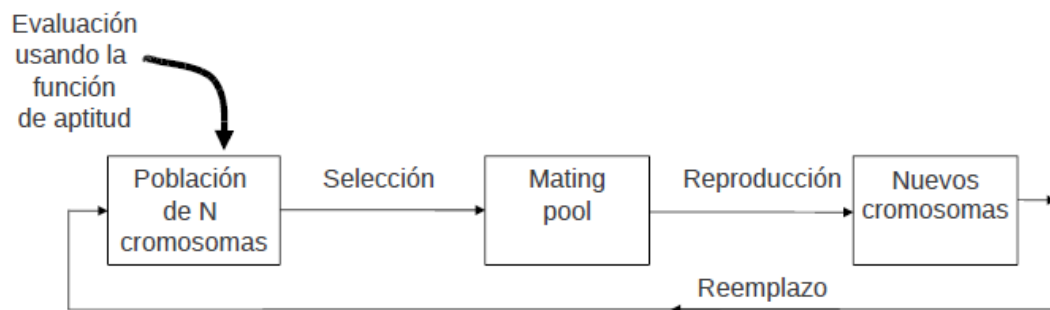 Evaluación
usando la
función
de aptitud
Población
de N
cromosomas
Selección
Mating
pool
Reproducción
Nuevos
cromosomas
Reemplazo